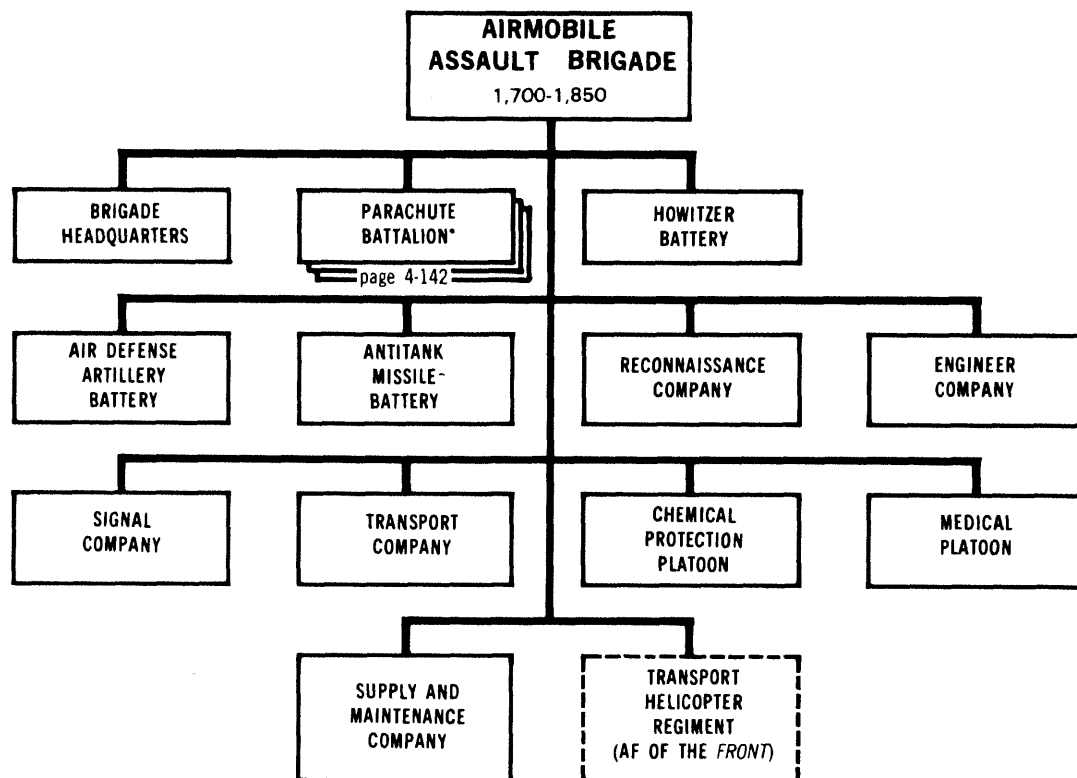 AIRMOBILE
ASSAULT BRIGADE
1,700-1,850
BRIGADE
HEADQUARTERS
PARACHUTE
BATTALION*
page 4-142
HOWITZER
BATTERY
AIR DEFENSE
ARTILLERY
BATTERY
ANTITANK
MISSILE-
BATTERY
RECONNAISSANCE
COMPANY
ENGINEER
COMPANY
SIGNAL
COMPANY
TRANSPORT
COMPANY
CHEMICAL
PROTECTION
PLATOON
MEDICAL
PLATOON
SUPPLY AND
MAINTENANCE
COMPANY
TRANSPORT
HELICOPTER
REGIMENT
(AF OF THE FRONT)